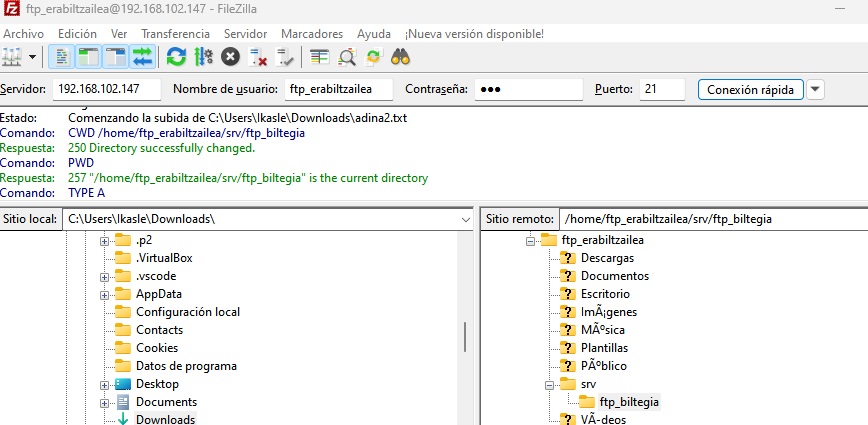 ftp_erabiltzailea@192.168.102.147 - FileZilla
Archivo Edición Ver Transferencia Servidor Marcadores Ayuda ¡Nueva versión disponible!
Servidor: 192.168.102.147 Nombre de usuario: ftp_erabiltzailea Contraseña: ●●● Puerto: 21 Conexión rápida
Estado: Comenzando la subida de C:\Users\Ikasle\Downloads\adina2.txt
Comando: CWD /home/ftp_erabiltzailea/srv/ftp_biltegia
Respuesta: 250 Directory successfully changed.
Comando: PWD
Respuesta: 257 "/home/ftp_erabiltzailea/srv/ftp_biltegia" is the current directory
Comando: TYPE A
Sitio local: C:\Users\Ikasle\Downloads\
.p2
.VirtualBox
.vscode
AppData
Configuración local
Contacts
Cookies
Datos de programa
Desktop
Documents
Downloads
Sitio remoto: /home/ftp_erabiltzailea/srv/ftp_biltegia
ftp_erabiltzailea
Descargas
Documentos
Escritorio
ImÃ¡genes
MÃºsica
Plantillas
PÃºblico
srv
ftp_biltegia
VÃ­deos